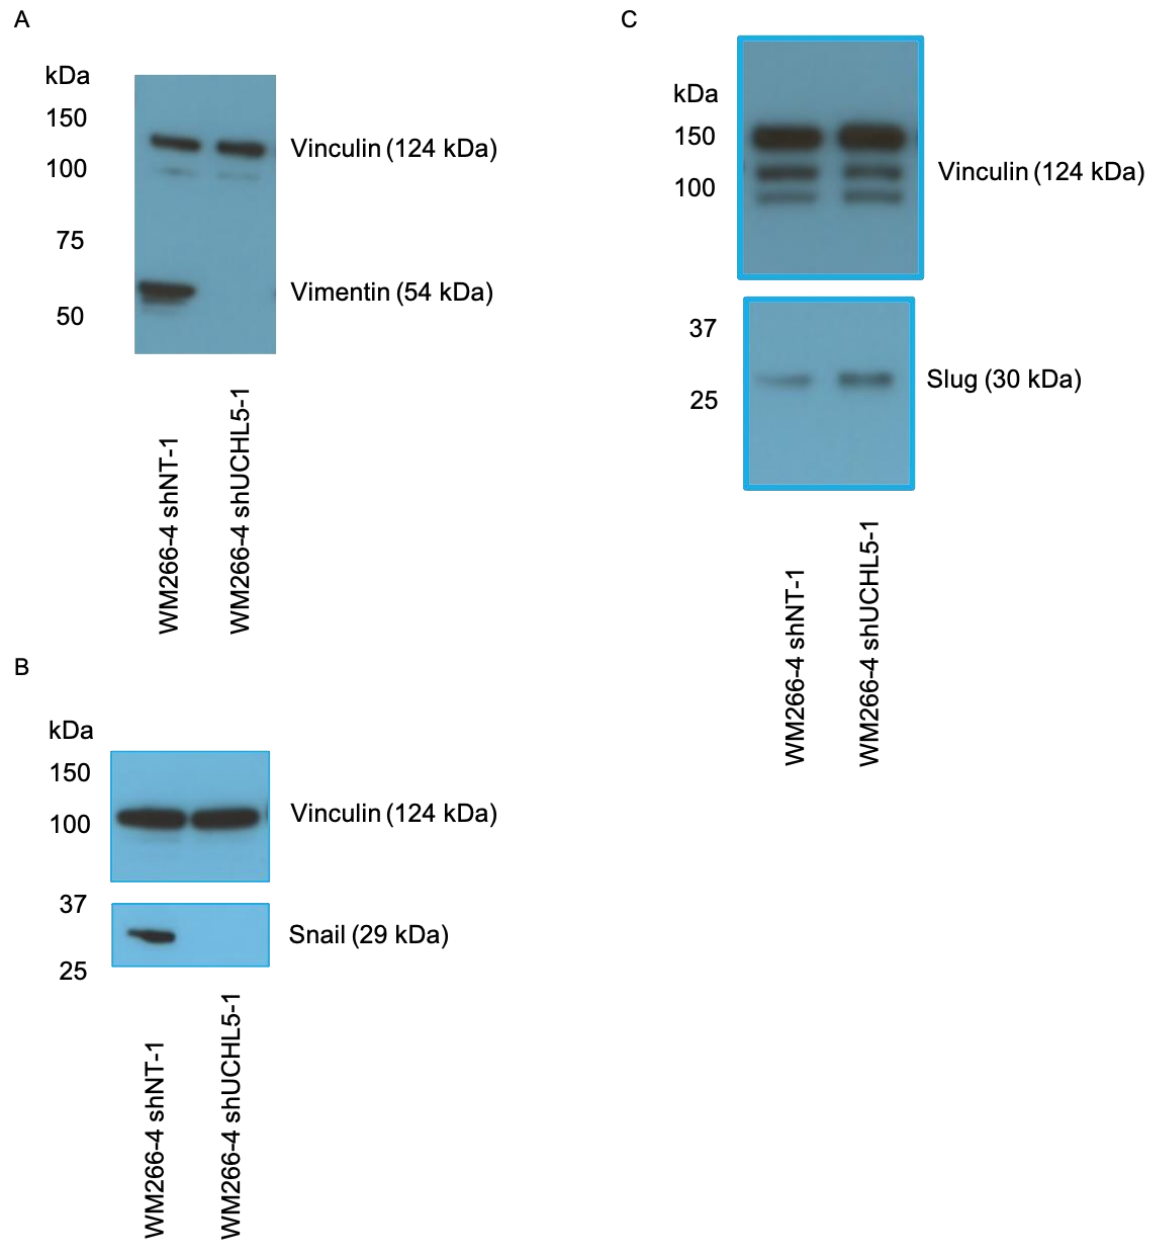 A
kDa
150
100
75
50
Vinculin (124 kDa)
Vimentin (54 kDa)
WM266-4 shNT-1
WM266-4 shUCHL5-1
B
kDa
150
100
37
25
Vinculin (124 kDa)
Snail (29 kDa)
WM266-4 shNT-1
WM266-4 shUCHL5-1
C
kDa
150
100
37
25
Vinculin (124 kDa)
Slug (30 kDa)
WM266-4 shNT-1
WM266-4 shUCHL5-1